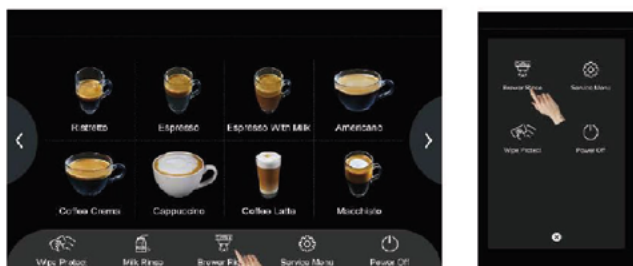 Ristretto Espresso Espresso With Milk Americano
Coffee Crema Cappuccino Coffee Latte Macchiato
Wipe Protect Milk Rinse Brewer Service Menu Power Off
Brewer Rinse Service Menu
Wipe Protect Power Off